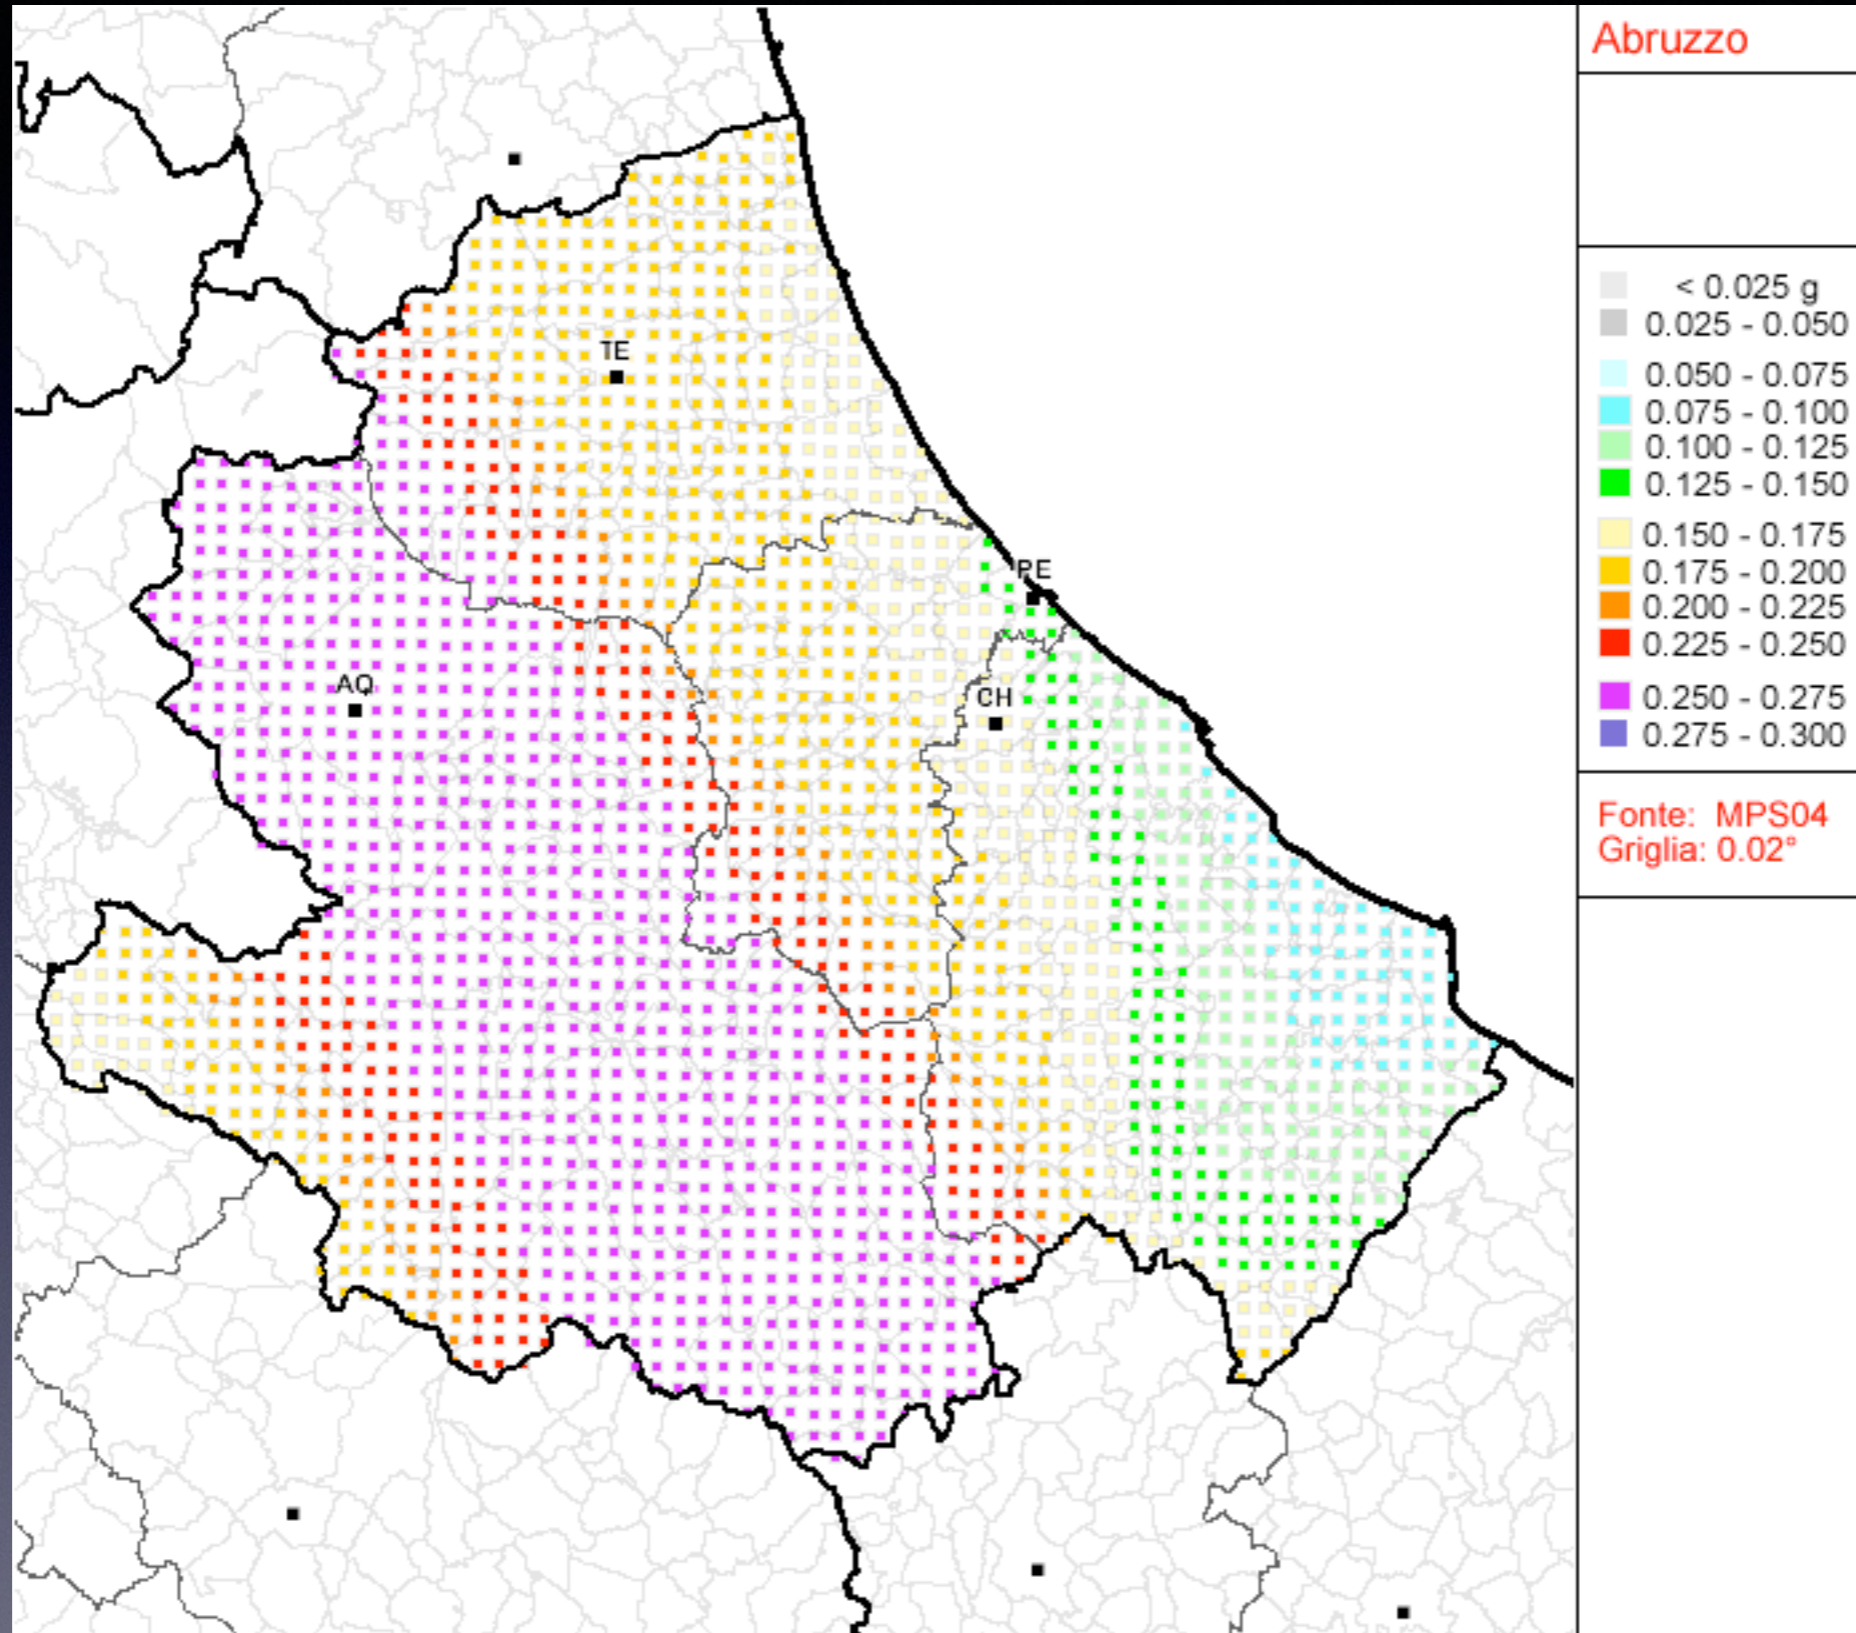 Abruzzo
< 0.025 g
0.025 - 0.050
0.050 - 0.075
0.075 - 0.100
0.100 - 0.125
0.125 - 0.150
0.150 - 0.175
0.175 - 0.200
0.200 - 0.225
0.225 - 0.250
0.250 - 0.275
0.275 - 0.300
Fonte: MPS04
Griglia: 0.02°
TE
PE
AQ
CH